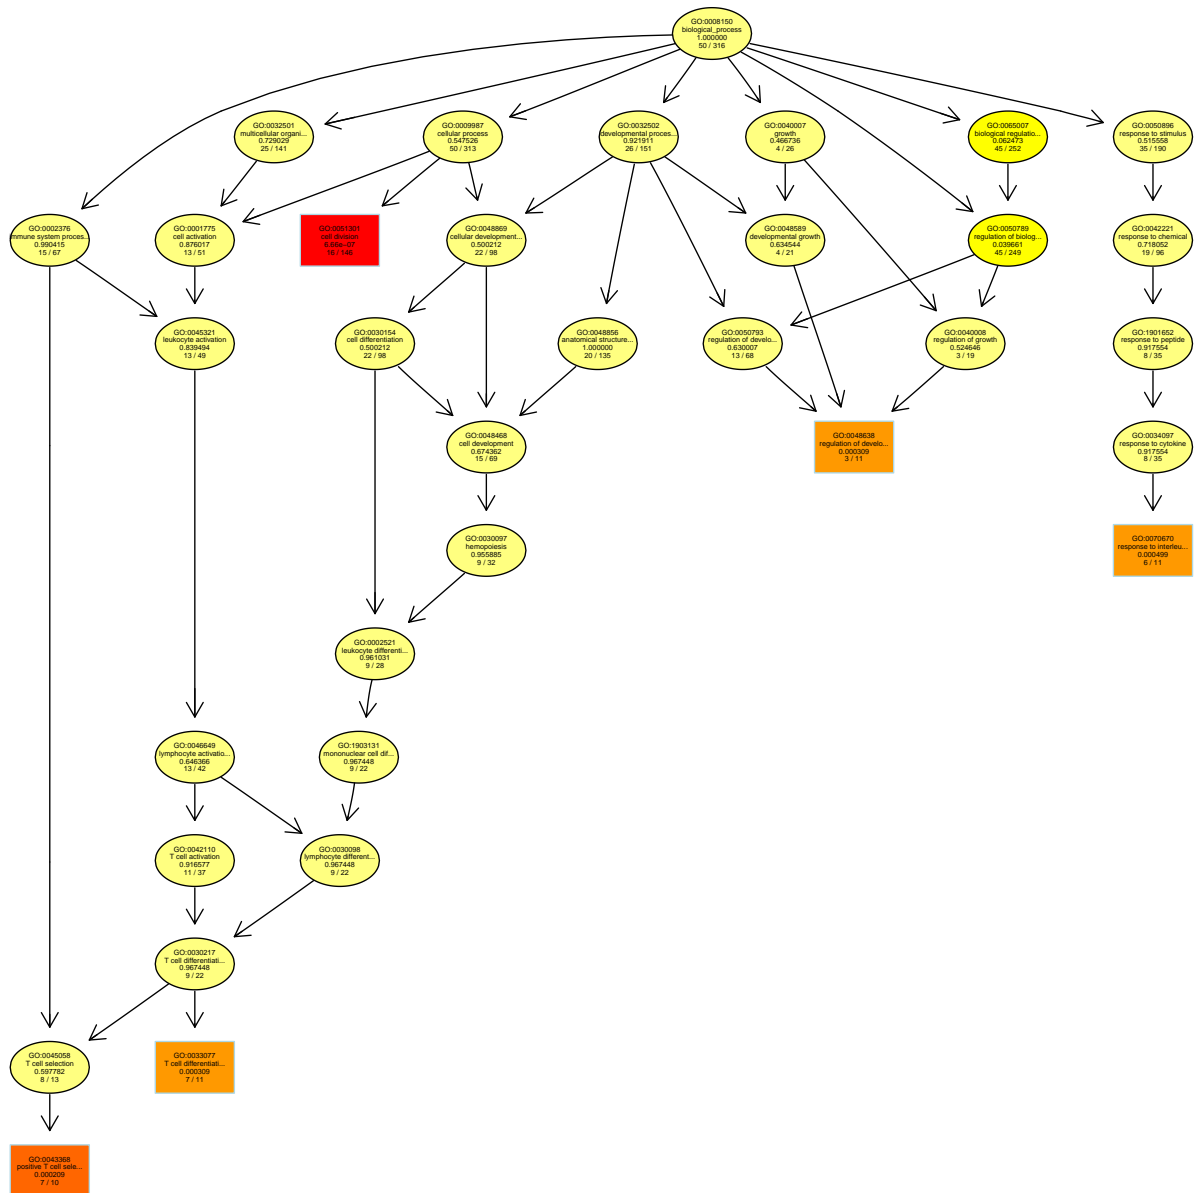 GO:0008150
biological_process
1.000000
50 / 316
GO:0032501
multicellular organi...
0.729029
25 / 141
GO:0009987
cellular process
0.547526
50 / 313
GO:0032502
developmental proces...
0.921911
26 / 151
GO:0040007
growth
0.466736
4 / 26
GO:0065007
biological regulatio...
0.062473
45 / 252
GO:0050896
response to stimulus
0.515558
35 / 190
GO:0002376
immune system proces...
0.990415
15 / 67
GO:0001775
cell activation
0.876017
13 / 51
GO:0051301
cell division
6.65e-07
16 / 146
GO:0048869
cellular development...
0.500212
22 / 98
GO:0048589
developmental growth
0.634544
4 / 21
GO:0050789
regulation of biolog...
0.039661
45 / 249
GO:0042221
response to chemical
0.718052
19 / 96
GO:0045321
leukocyte activation
0.839494
13 / 49
GO:0030154
cell differentiation
0.500212
22 / 98
GO:0048856
anatomical structure...
1.000000
20 / 135
GO:0050793
regulation of develo...
0.630007
13 / 68
GO:0040008
regulation of growth
0.524646
3 / 19
GO:1901652
response to peptide
0.917554
8 / 35
GO:0048468
cell development
0.674362
15 / 69
GO:0048638
regulation of develo...
0.000309
3 / 11
GO:0034097
response to cytokine
0.917554
8 / 35
GO:0030097
hemopoiesis
0.955885
9 / 32
GO:0070670
response to interleu...
0.000499
6 / 11
GO:0002521
leukocyte differenti...
0.961031
9 / 28
GO:0046649
lymphocyte activatio...
0.646366
13 / 42
GO:1903131
mononuclear cell dif...
0.967448
9 / 22
GO:0042110
T cell activation
0.916577
11 / 37
GO:0030098
lymphocyte different...
0.967448
9 / 22
GO:0030217
T cell differentiati...
0.967448
9 / 22
GO:0045058
T cell selection
0.597782
8 / 13
GO:0033077
T cell differentiati...
0.000309
7 / 11
GO:0043368
positive T cell sele...
0.000209
7 / 10